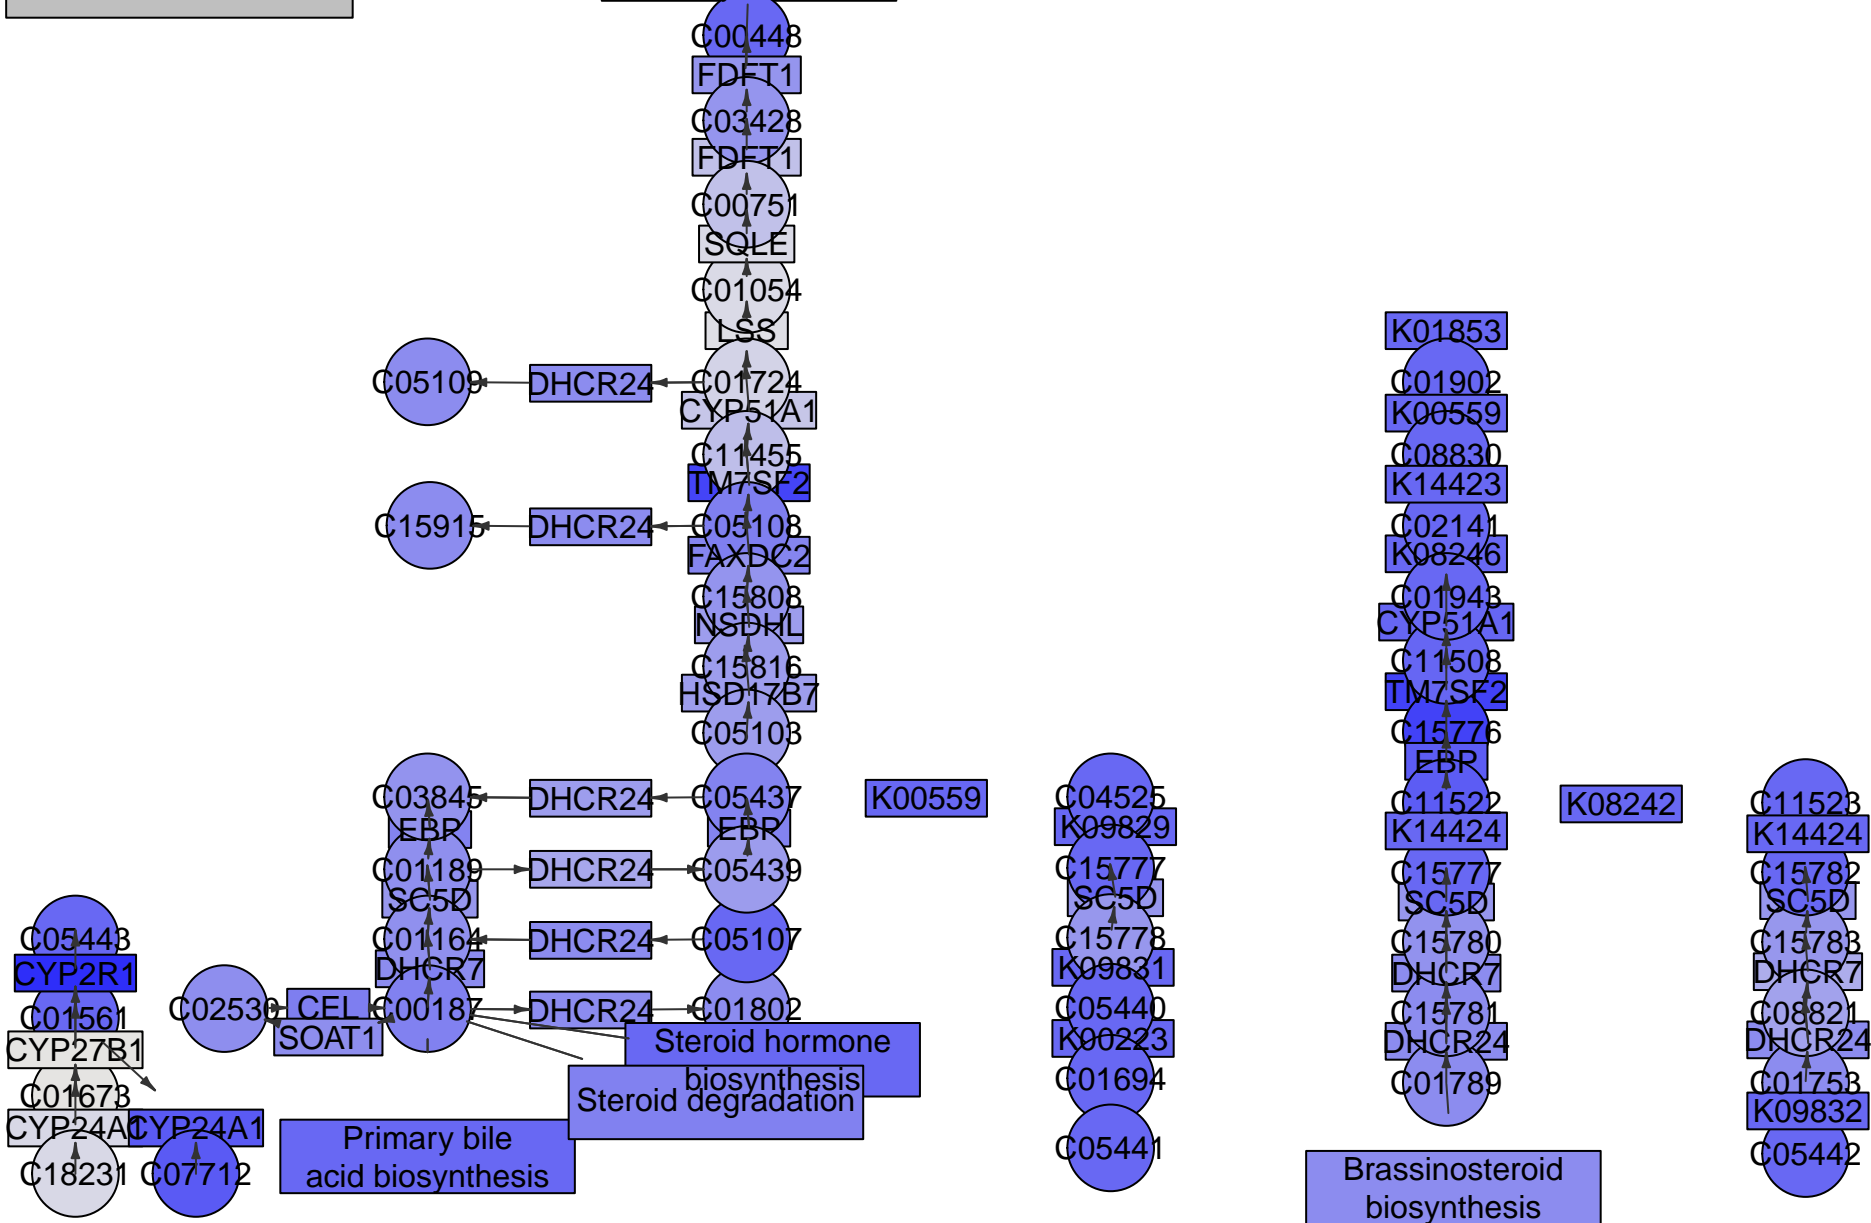 C00448
FDFT1
C03428
FDFT1
C00751
SQLE
C01054
LSS
C05109
DHCR24
C01724
CYP51A1
C11455
TM7SF2
C15915
DHCR24
C05108
FAXDC2
C15808
NSDHL
C15816
HSD17B7
C05103
C03845
DHCR24
C05437
EBP
EBP
C01189
DHCR24
C05439
SC5D
C01164
DHCR24
C05107
DHCR7
C02530
CEL
SOAT1
C00187
DHCR24
C01802
C05443
CYP2R1
C01561
CYP27B1
C01673
CYP24A1
CYP24A1
C18231
C07712
Steroid hormone
biosynthesis
Steroid degradation
Primary bile
acid biosynthesis
K00559
C04525
K09829
C15777
SC5D
C15778
K09831
C05440
K00223
C01694
C05441
K01853
C01902
K00559
C08830
K14423
C02141
K08246
C01943
CYP51A1
C11508
TM7SF2
C15776
EBP
C11522
K14424
C15777
SC5D
C15780
DHCR7
C15781
DHCR24
C01789
Brassinosteroid
biosynthesis
K08242
C11523
K14424
C15782
SC5D
C15783
DHCR7
C08821
DHCR24
C01753
K09832
C05442